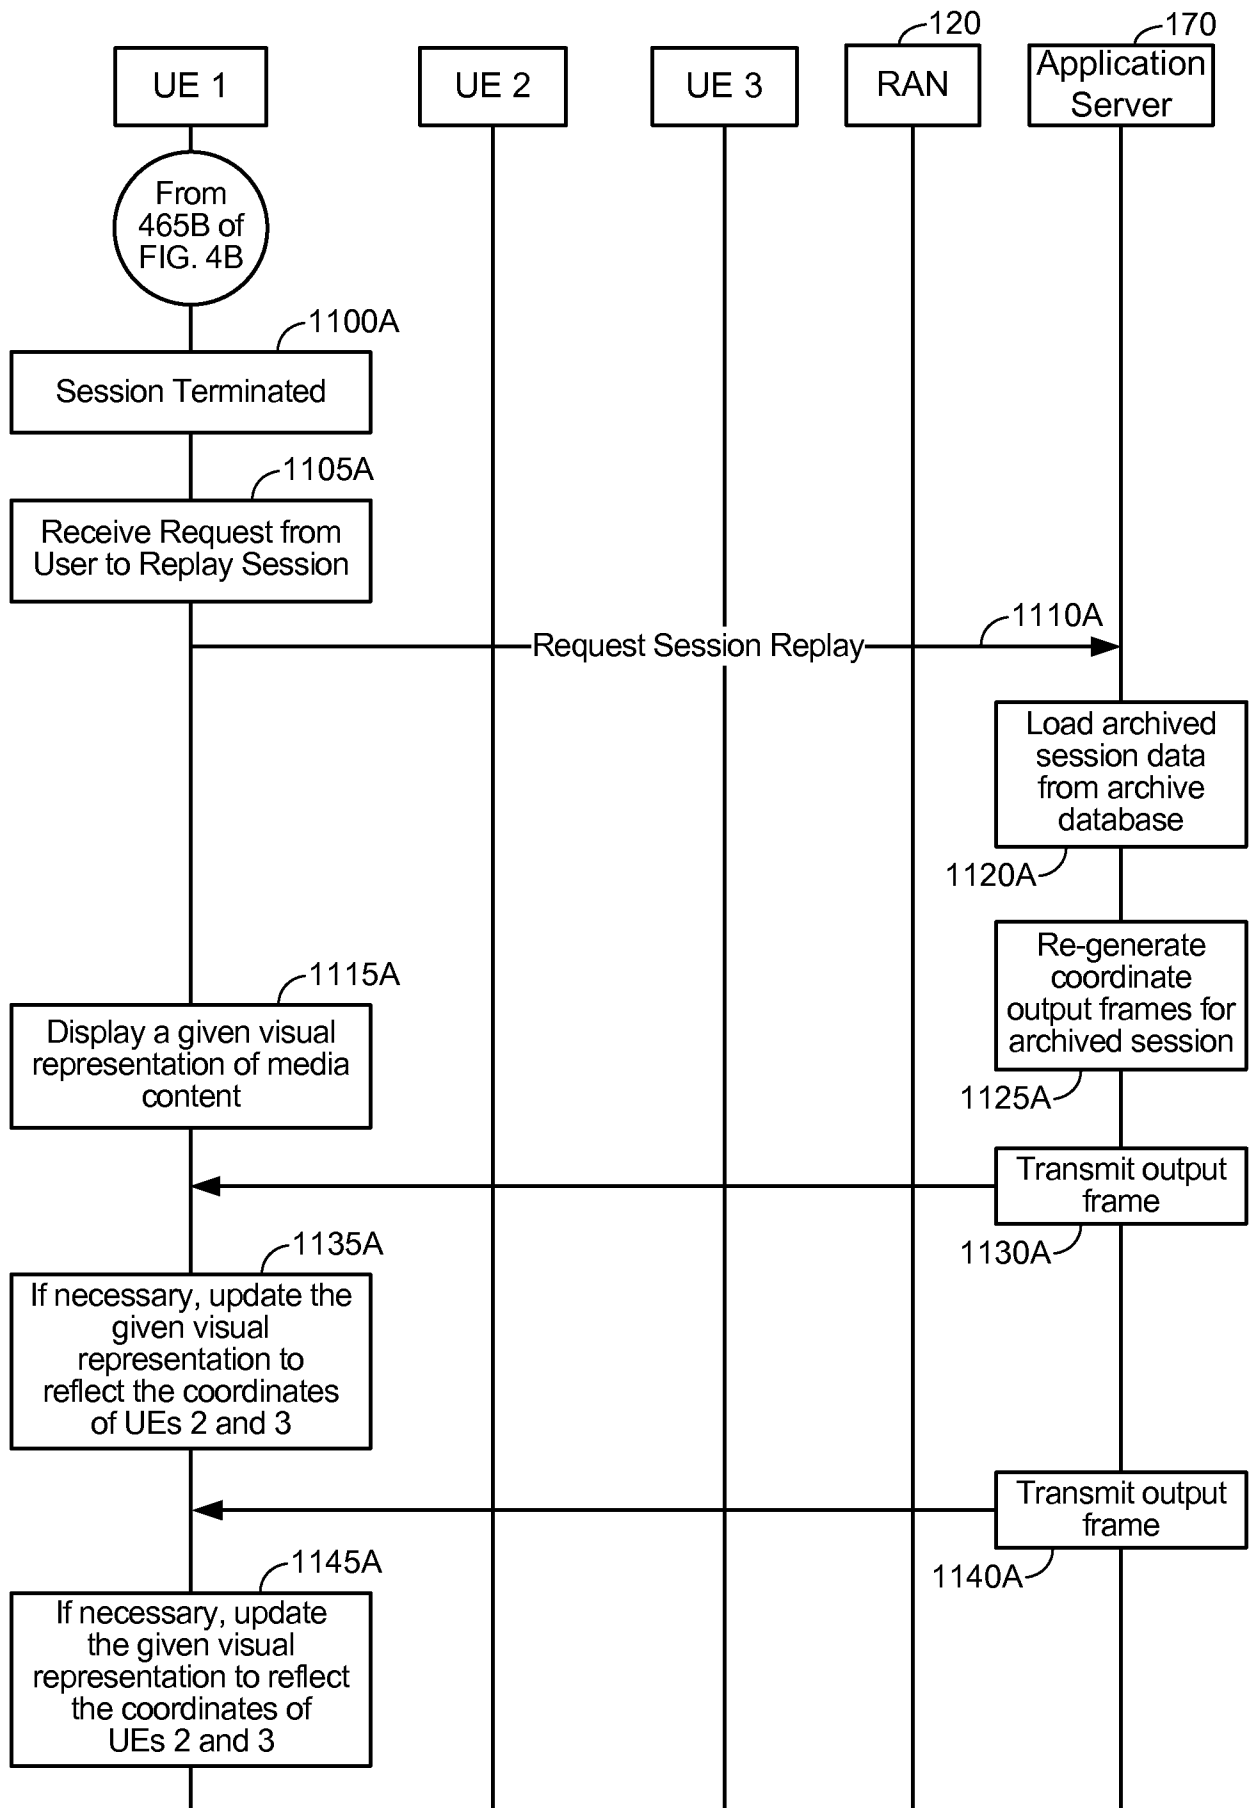 120
170
UE 1
UE 2
UE 3
RAN
Application
Server
From
465B of
FIG. 4B
1100A
Session Terminated
1105A
Receive Request from
User to Replay Session
1110A
Request Session Replay
Load archived
session data
from archive
database
1120A
Re-generate
coordinate
output frames for
archived session
1125A
1115A
Display a given visual
representation of media
content
Transmit output
frame
1130A
1135A
If necessary, update the
given visual
representation to
reflect the coordinates
of UEs 2 and 3
Transmit output
frame
1140A
1145A
If necessary, update
the given visual
representation to reflect
the coordinates of
UEs 2 and 3